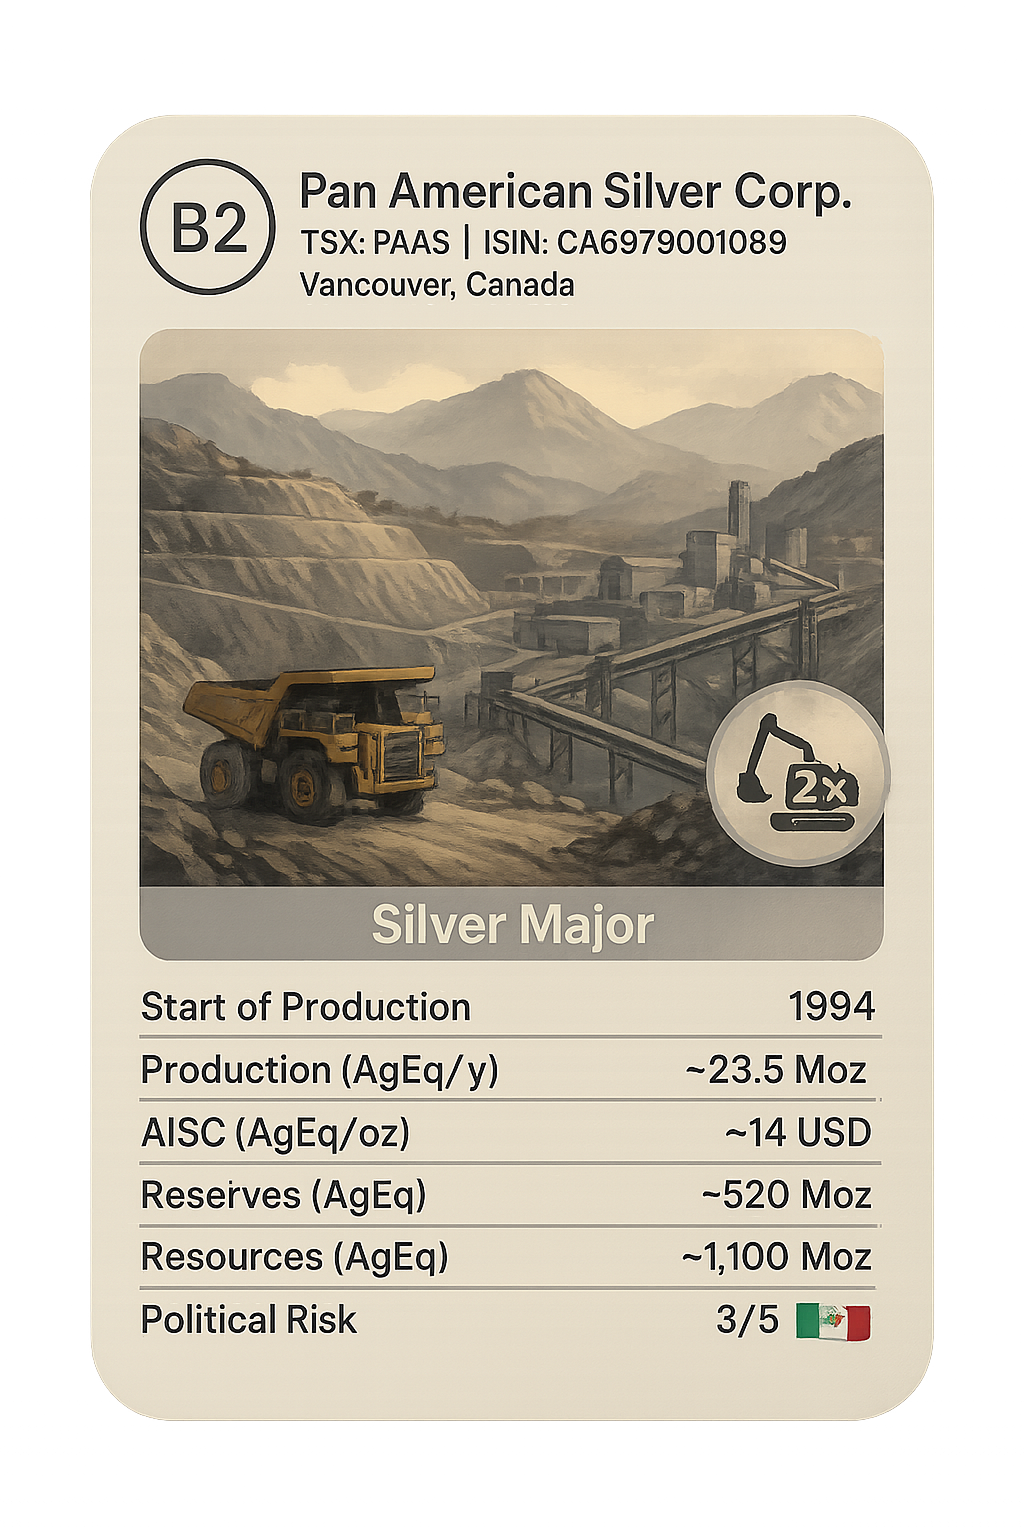 B2
Pan American Silver Corp.
TSX: PAAS | ISIN: CA6979001089
Vancouver, Canada
2x
Silver Major
Start of Production 1994
Production (AgEq/y) ~23.5 Moz
AISC (AgEq/oz) ~14 USD
Reserves (AgEq) ~520 Moz
Resources (AgEq) ~1,100 Moz
Political Risk 3/5